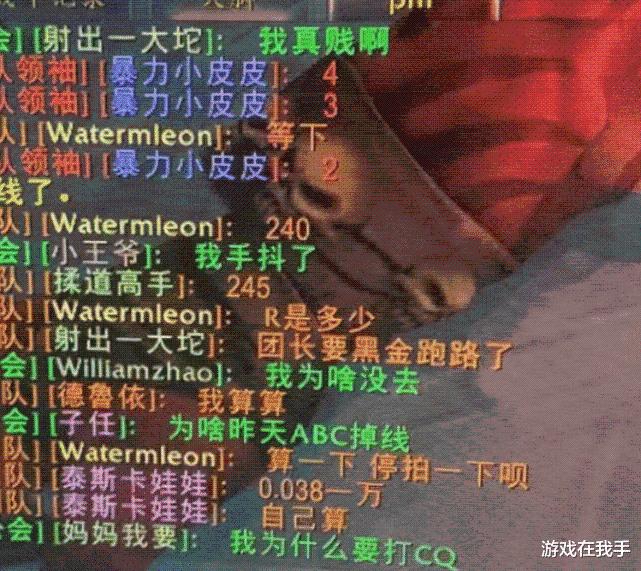 会] [射出一大坨]: 我真贱啊
队领袖] [暴力小皮皮]: 4
队领袖] [暴力小皮皮]: 3
队] [Watermleon]: 等下
队领袖] [暴力小皮皮]: 2
线了。
队] [Watermleon]: 240
会] [小王爷]: 我手抖了
队] [揉道高手]: 245
队] [Watermleon]: R是多少
队] [射出一大坨]: 团长要黑金跑路了
会] [Williamzhao]: 我为啥没去
队] [德鲁依]: 我算算
会] [子任]: 为啥昨天ABC掉线
队] [Watermleon]: 算一下 停拍一下呗
队] [泰斯卡娃娃]: 0.038一万
队] [泰斯卡娃娃]: 自己算
会] [妈妈我要]: 我为什么要打CQ
游戏在我手